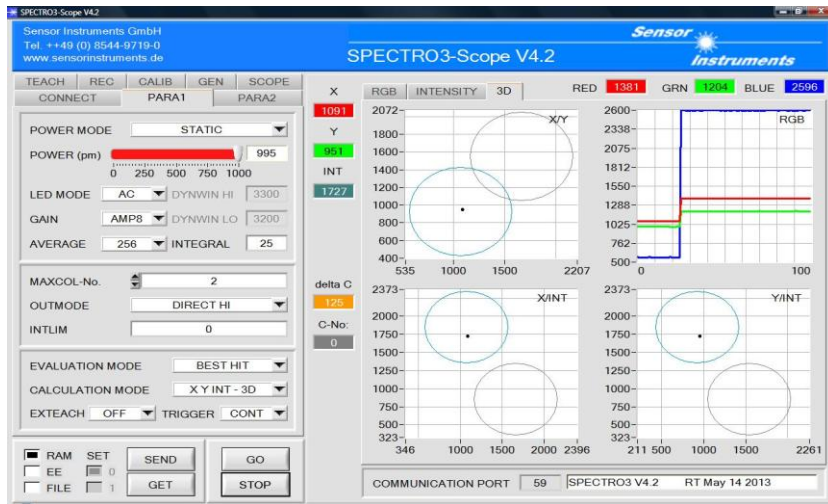 SPECTRO3-Scope V4.2
Sensor Instruments GmbH
Tel. ++49 (0) 8544-9719-0
www.sensorinstruments.de
SPECTRO3-Scope V4.2
Sensor
Instruments
TEACH REC CALIB GEN SCOPE
CONNECT PARA1 PARA2
POWER MODE STATIC
POWER (pm) 995
0 250 500 750 1000
LED MODE AC DYNWIN HI 3300
GAIN AMP8 DYNWIN LO 3200
AVERAGE 256 INTEGRAL 25
MAXCOL-No. 2
OUTMODE DIRECT HI
INTLIM 0
EVALUATION MODE BEST HIT
CALCULATION MODE X Y INT - 3D
EXTEACH OFF TRIGGER CONT
RAM SET
EE 0
FILE 1
SEND GO
GET STOP
X
1091
Y
951
INT
1727
delta C
125
C-No:
0
RGB INTENSITY 3D
RED 1381 GRN 1204 BLUE 2596
X/Y
2072
1800
1600
1400
1200
1000
800
600
400
535 1000 1500 2207
RGB
2600
2338
2075
1812
1550
1288
1025
762
500
0 100
X/INT
2373
2000
1750
1500
1250
1000
750
500
323
346 1000 1500 2000 2396
Y/INT
2373
2000
1750
1500
1250
1000
750
500
323
211 500 1000 1500 2261
COMMUNICATION PORT 59 SPECTRO3 V4.2 RT May 14 2013